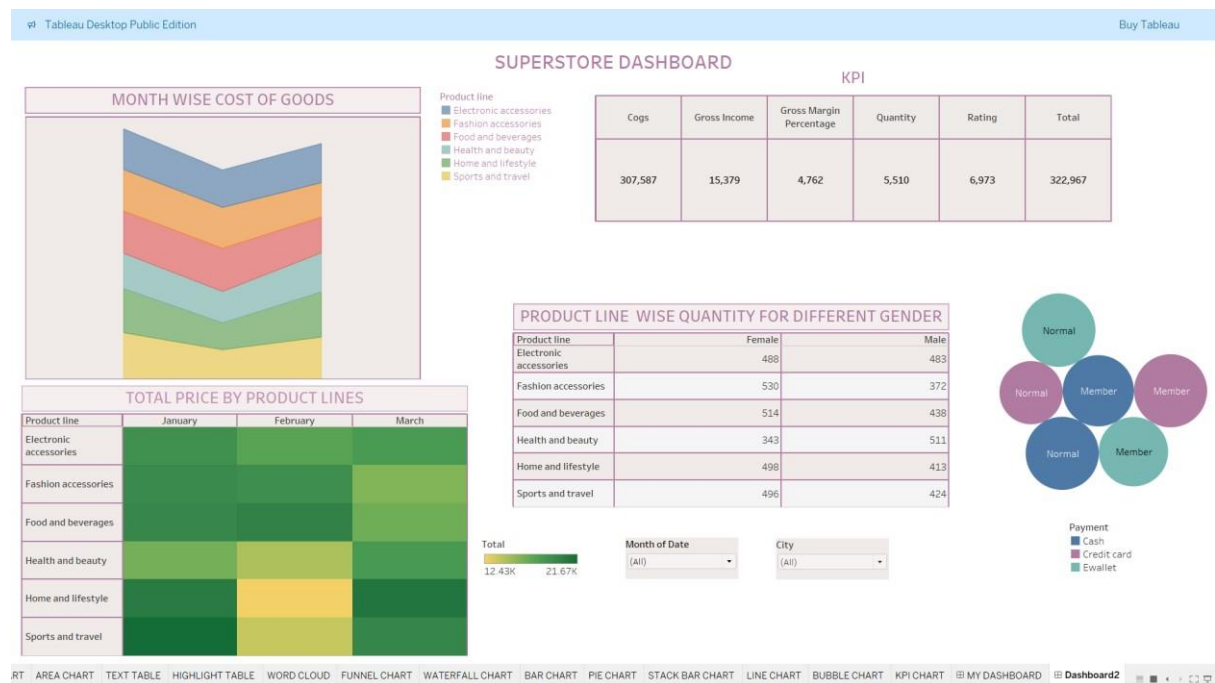 Tableau Desktop Public Edition
Buy Tableau
SUPERSTORE DASHBOARD
KPI
MONTH WISE COST OF GOODS
Product line
Electronic accessories
Fashion accessories
Food and beverages
Health and beauty
Home and lifestyle
Sports and travel
Cogs Gross Income Gross Margin Percentage Quantity Rating Total
307,587 15,379 4,762 5,510 6,973 322,967
PRODUCT LINE WISE QUANTITY FOR DIFFERENT GENDER
Product line Female Male
Electronic accessories 488 483
Fashion accessories 530 372
Food and beverages 514 438
Health and beauty 343 511
Home and lifestyle 498 413
Sports and travel 496 424
Normal
Normal Member Member
Normal Member
Payment
Cash
Credit card
Ewallet
TOTAL PRICE BY PRODUCT LINES
Product line January February March
Electronic accessories
Fashion accessories
Food and beverages
Health and beauty
Home and lifestyle
Sports and travel
Total
12.43K 21.67K
Month of Date
(All)
City
(All)
RT AREA CHART TEXT TABLE HIGHLIGHT TABLE WORD CLOUD FUNNEL CHART WATERFALL CHART BAR CHART PIE CHART STACK BAR CHART LINE CHART BUBBLE CHART KPI CHART MY DASHBOARD Dashboard2